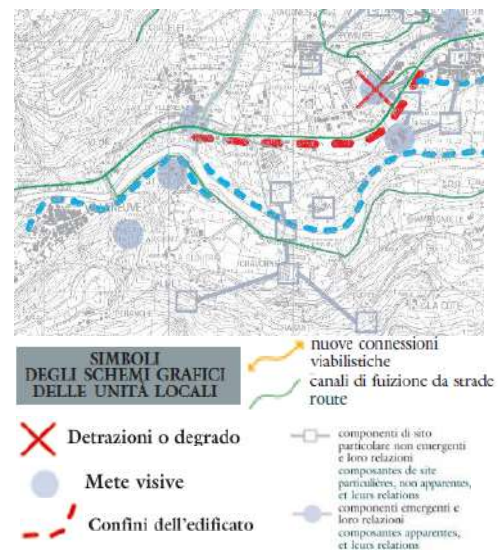 SIMBOLI
DEGLI SCHEMI GRAFICI
DELLE UNITÀ LOCALI
nuove connessioni
viabilistiche
canali di fuizione da strade
route
Detrazioni o degrado
Mete visive
Confini dell'edificato
componenti di sito
particolare non emergenti
e loro relazioni
composantes de site
particulières, non apparentes,
et leurs relations
componenti emergenti e
loro relazioni
composantes apparentes,
et leurs relations